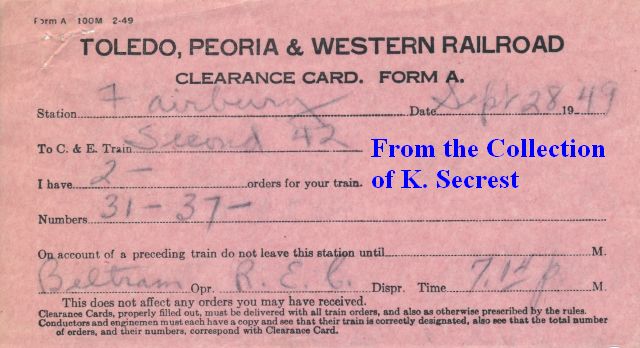 Form A 100M 2-49
TOLEDO, PEORIA & WESTERN RAILROAD
CLEARANCE CARD. FORM A.
Station Fairbury Date Sept 28 1949
To C. & E. Train Second 42
From the Collection
of K. Secrest
I have 2- orders for your train.
Numbers 31-37-
On account of a preceding train do not leave this station until M.
Beltram Opr. R.E.C. Dispr. Time M.
This does not affect any orders you may have received.
Clearance Cards, properly filled out, must be delivered with all train orders, and also as otherwise prescribed by the rules.
Conductors and enginemen must each have a copy and see that their train is correctly designated, also see that the total number
of orders, and their numbers, correspond with Clearance Card.